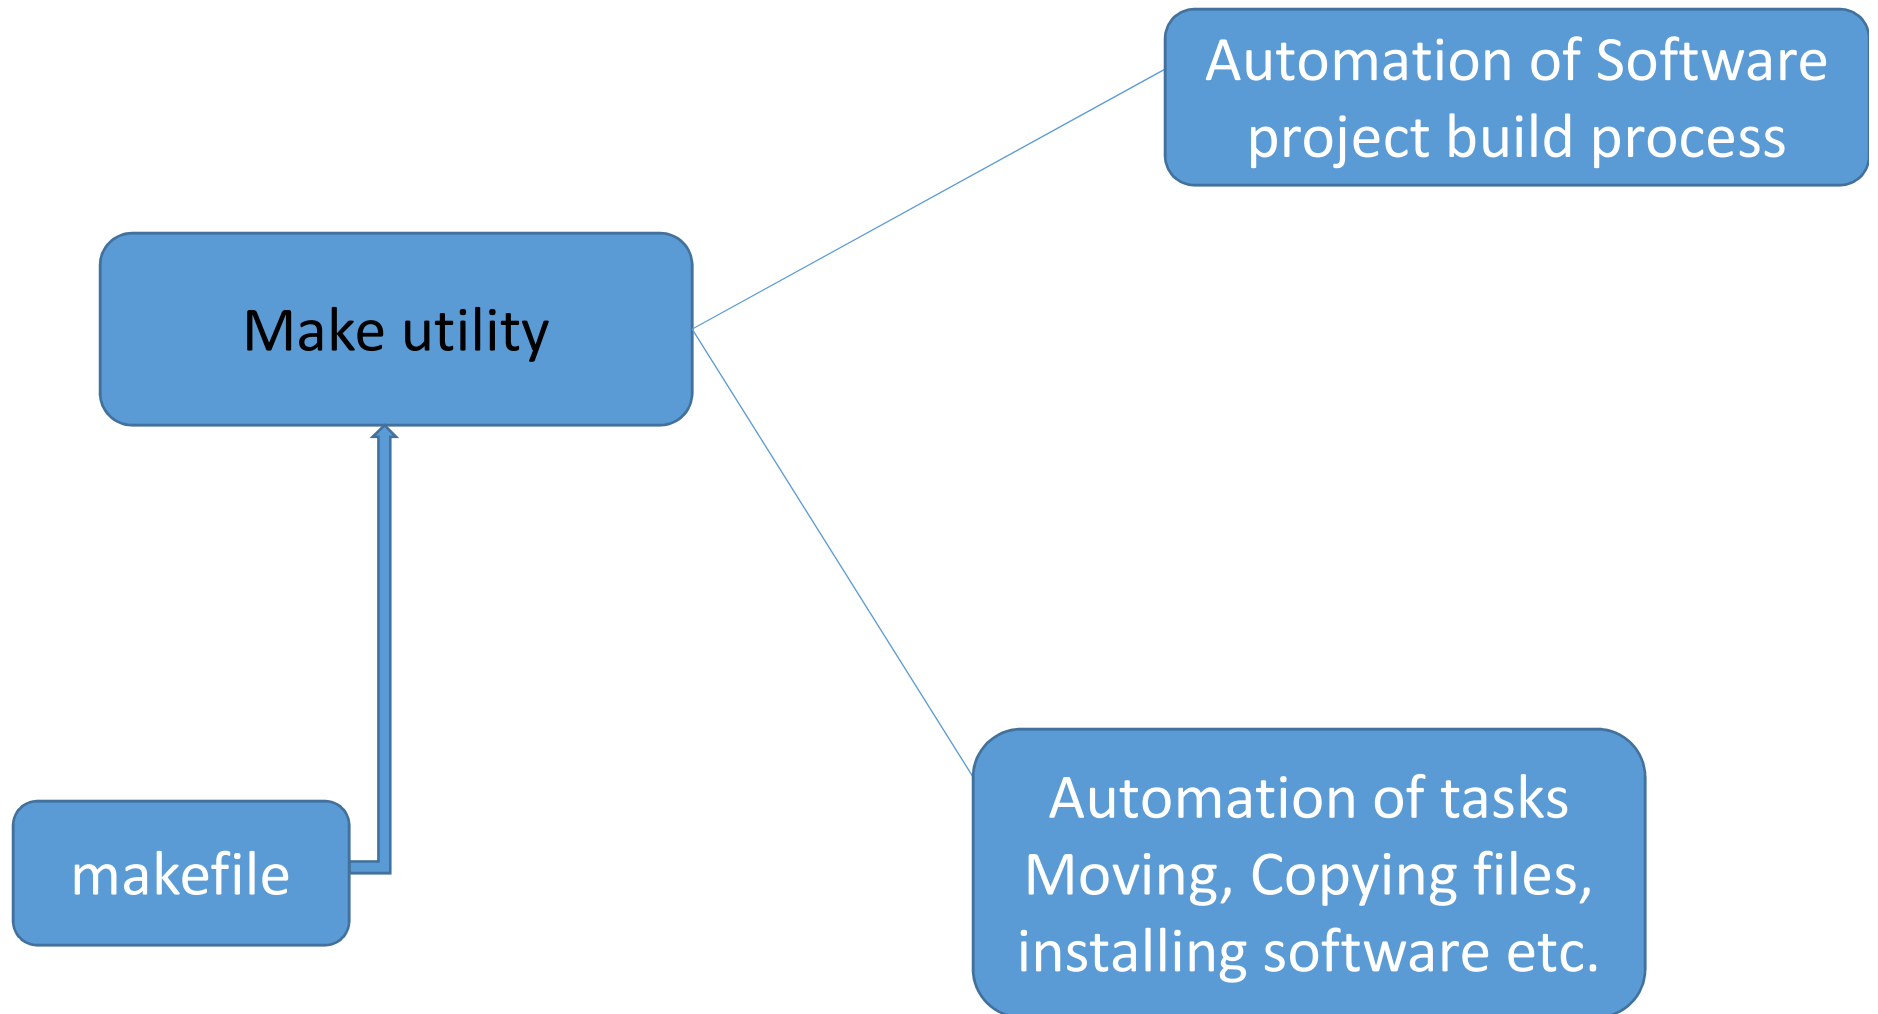 Automation of Software
project build process
Make utility
makefile
Automation of tasks
Moving, Copying files,
installing software etc.